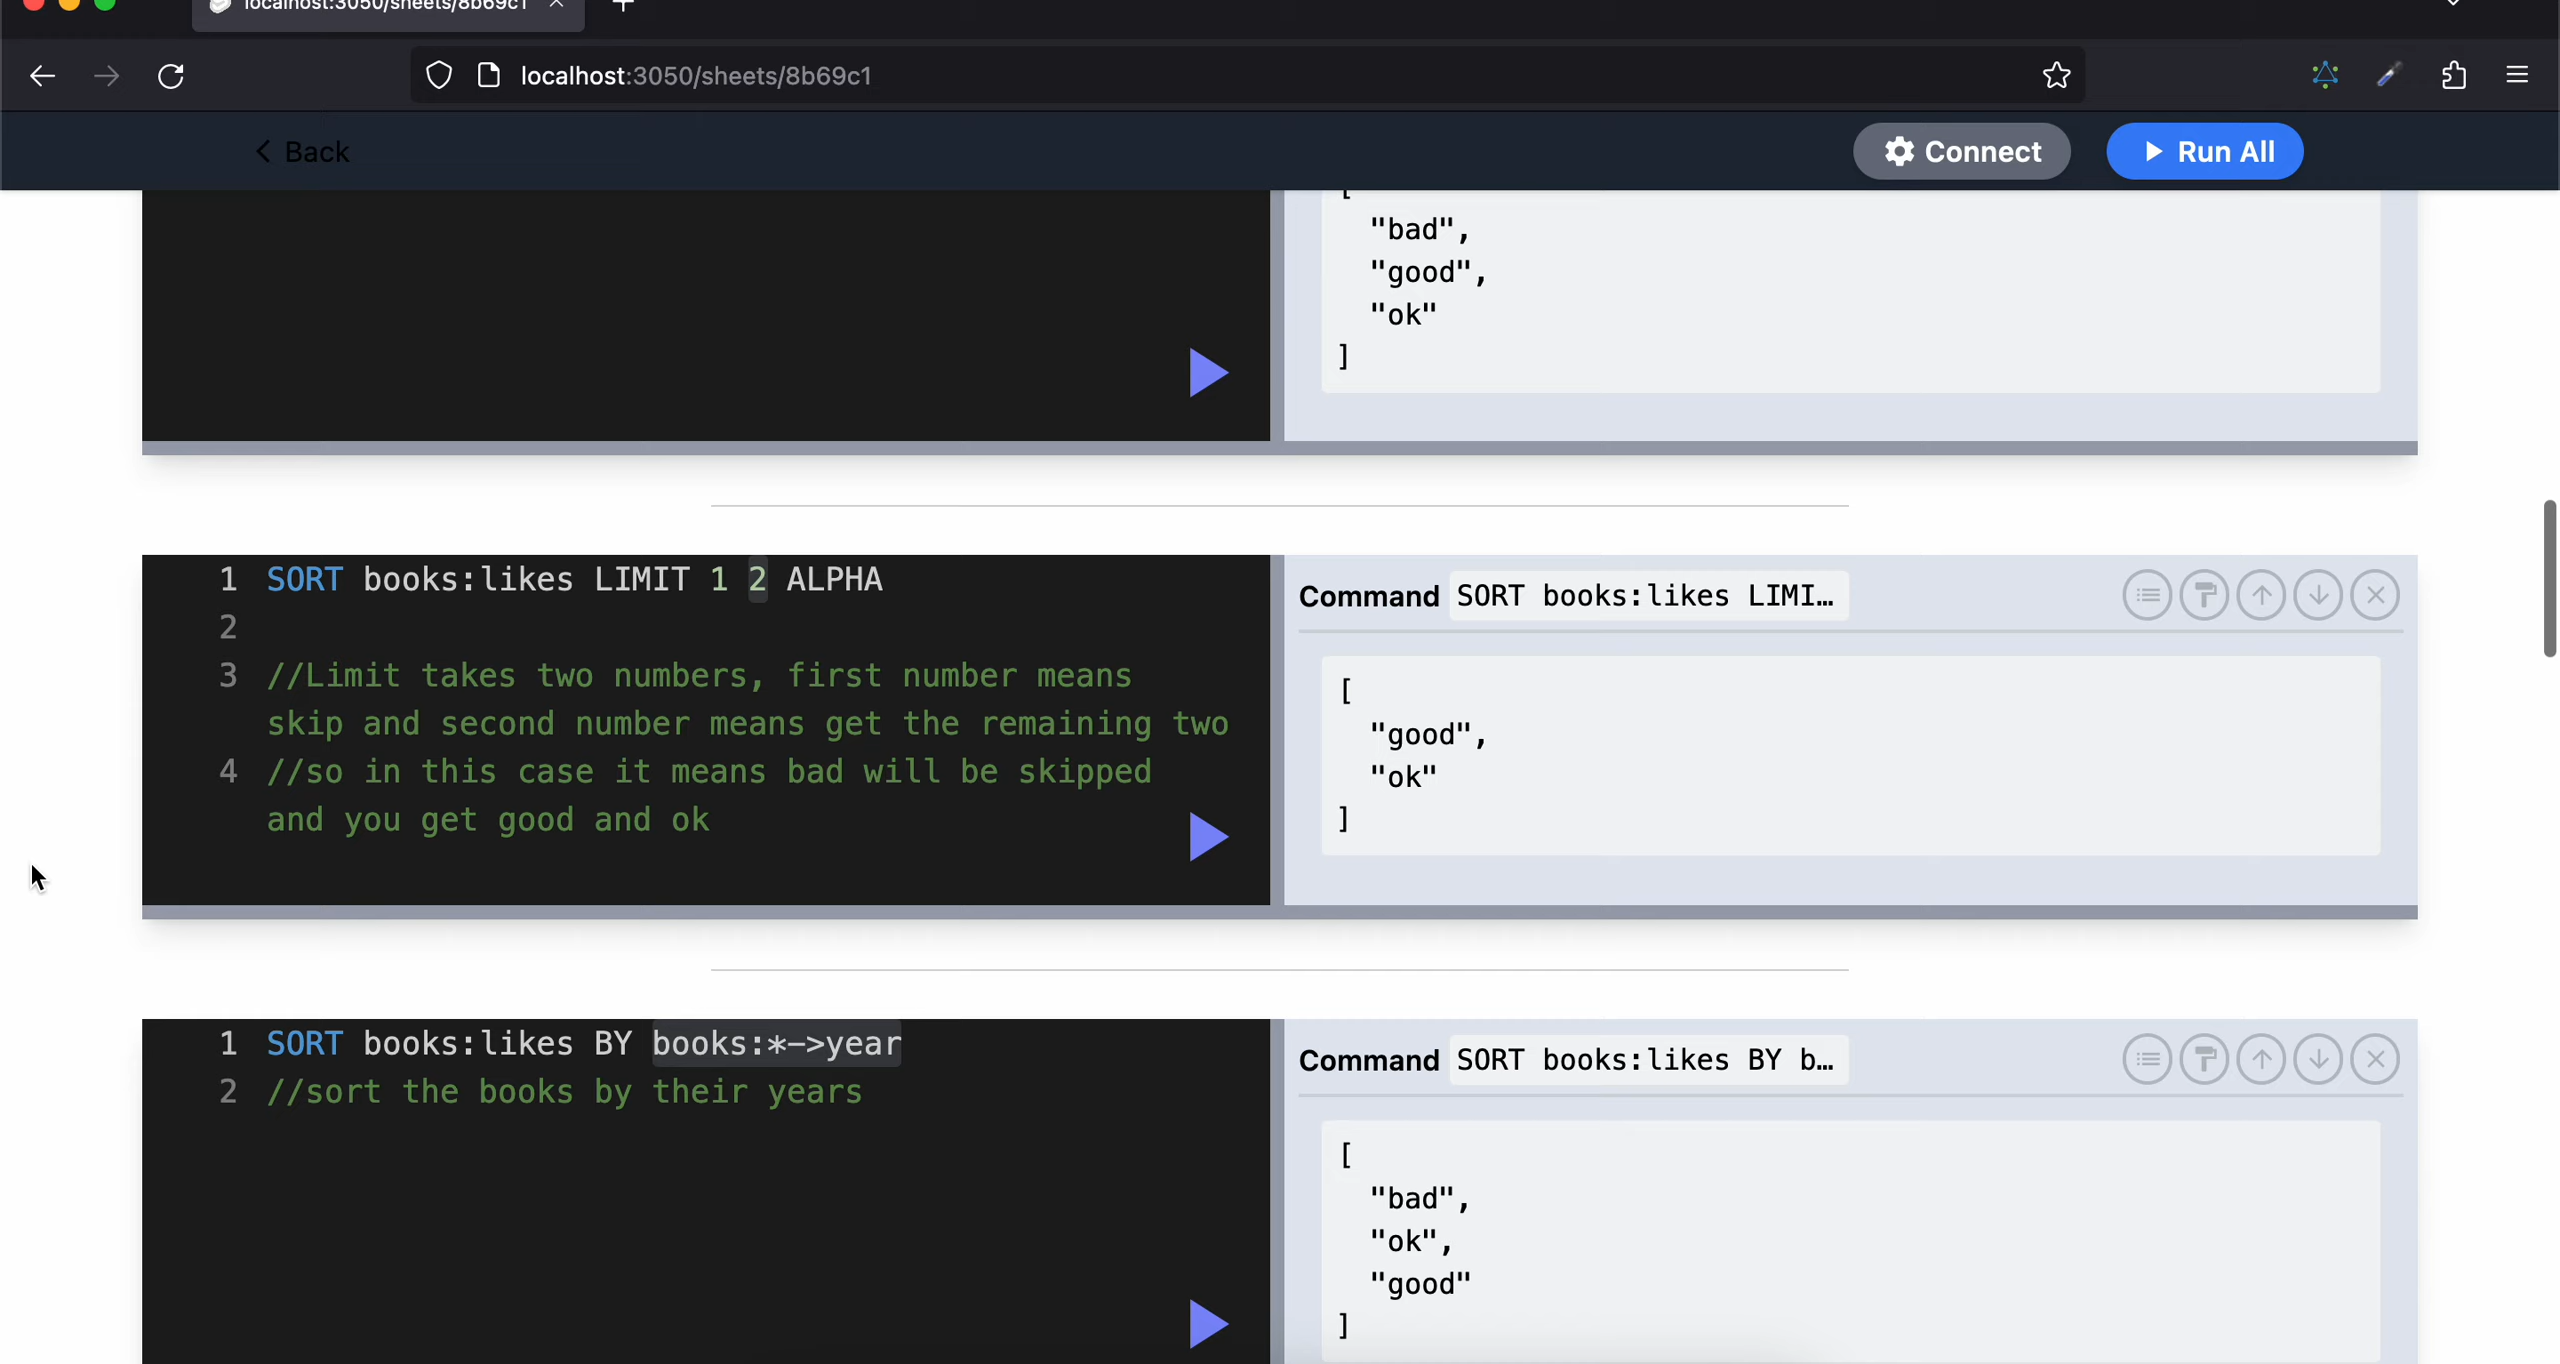 localhost:3050/sheets/8b69c1
localhost:3050/sheets/8b69c1
Back
Connect
Run All
[
"bad",
"good",
"ok"
]
1 SORT books:likes LIMIT 1 2 ALPHA
2
3 //Limit takes two numbers, first number means
skip and second number means get the remaining two
4 //so in this case it means bad will be skipped
and you get good and ok
Command SORT books:likes LIMI…
[
"good",
"ok"
]
1 SORT books:likes BY books:*->year
2 //sort the books by their years
Command SORT books:likes BY b…
[
"bad",
"ok",
"good"
]